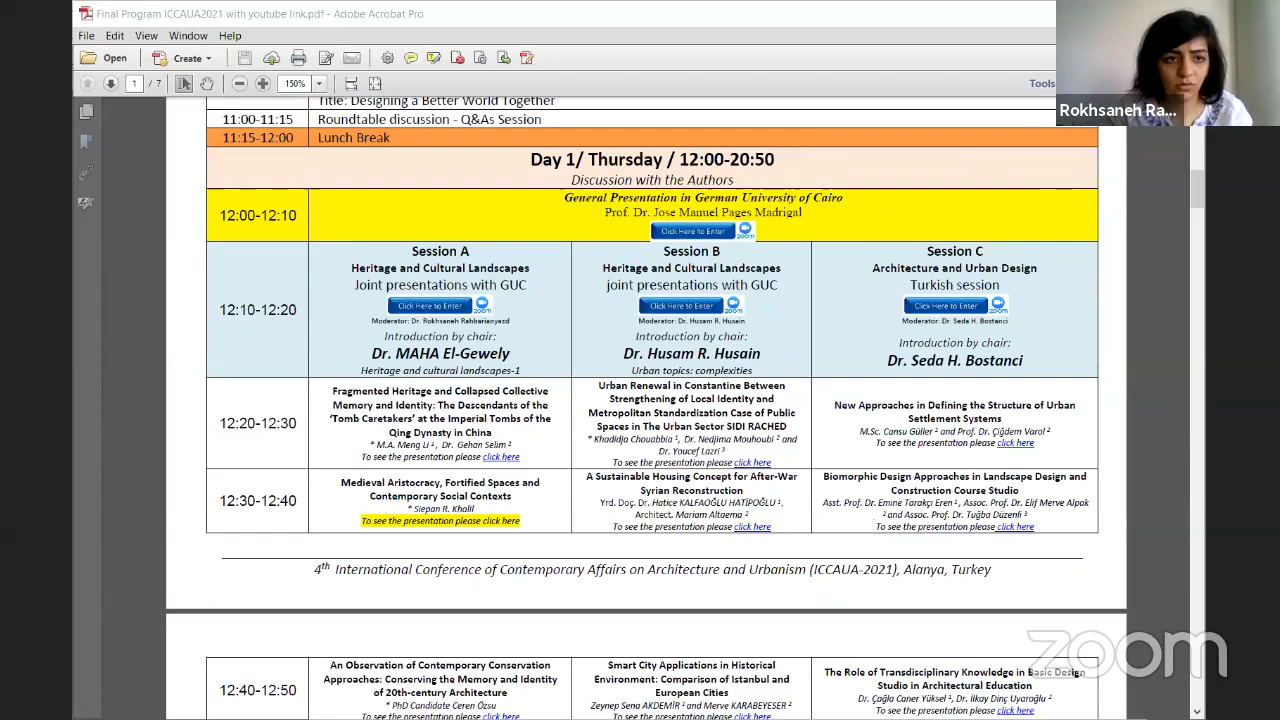 Final Program ICCAUA2021 with youtube link.pdf - Adobe Acrobat Pro
File Edit View Window Help
Open Create
1 / 7 150% Tools
Rokhsaneh Ra...
Title: Designing a Better World Together
11:00-11:15 Roundtable discussion - Q&As Session
11:15-12:00 Lunch Break
Day 1/ Thursday / 12:00-20:50
Discussion with the Authors
12:00-12:10
General Presentation in German University of Cairo
Prof. Dr. Jose Manuel Pages Madrigal
Click Here to Enter zoom
12:10-12:20
Session A
Heritage and Cultural Landscapes
Joint presentations with GUC
Click Here to Enter zoom
Moderator: Dr. Rokhsaneh Rahbarianyazd
Introduction by chair:
Dr. MAHA El-Gewely
Heritage and cultural landscapes-1
Session B
Heritage and Cultural Landscapes
joint presentations with GUC
Click Here to Enter zoom
Moderator: Dr. Husam R. Husain
Introduction by chair:
Dr. Husam R. Husain
Urban topics: complexities
Session C
Architecture and Urban Design
Turkish session
Click Here to Enter zoom
Moderator: Dr. Seda H. Bostanci
Introduction by chair:
Dr. Seda H. Bostanci
12:20-12:30
Fragmented Heritage and Collapsed Collective
Memory and Identity: The Descendants of the
‘Tomb Caretakers’ at the Imperial Tombs of the
Qing Dynasty in China
* M.A. Meng Li ¹, Dr. Gehan Selim ²
To see the presentation please click here
Urban Renewal in Constantine Between
Strengthening of Local Identity and
Metropolitan Standardization Case of Public
Spaces in The Urban Sector SIDI RACHED
* Khadidja Chouabbia ¹, Dr. Nedjima Mouhoubi ² and
Dr. Youcef Lazri ³
To see the presentation please click here
New Approaches in Defining the Structure of Urban
Settlement Systems
M.Sc. Cansu Güller ¹ and Prof. Dr. Çiğdem Varol ²
To see the presentation please click here
12:30-12:40
Medieval Aristocracy, Fortified Spaces and
Contemporary Social Contexts
* Siepan R. Khalil
To see the presentation please click here
A Sustainable Housing Concept for After-War
Syrian Reconstruction
Yrd. Doç. Dr. Hatice KALFAOĞLU HATİPOĞLU ¹,
Architect. Mariam Altaema ²
To see the presentation please click here
Biomorphic Design Approaches in Landscape Design and
Construction Course Studio
Asst. Prof. Dr. Emine Tarakçı Eren ¹, Assoc. Prof. Dr. Elif Merve Alpak
² and Assoc. Prof. Dr. Tuğba Düzenli ³
To see the presentation please click here
4th International Conference of Contemporary Affairs on Architecture and Urbanism (ICCAUA-2021), Alanya, Turkey
zoom
12:40-12:50
An Observation of Contemporary Conservation
Approaches: Conserving the Memory and Identity
of 20th-century Architecture
* PhD Candidate Ceren Özsu
To see the presentation please click here
Smart City Applications in Historical
Environment: Comparison of Istanbul and
European Cities
Zeynep Sena AKDEMİR ¹ and Merve KARABEYESER ²
To see the presentation please click here
The Role of Transdisciplinary Knowledge in Basic Design
Studio in Architectural Education
Dr. Çağla Caner Yüksel ¹, Dr. İlkay Dinç Uyaroğlu ²
To see the presentation please click here